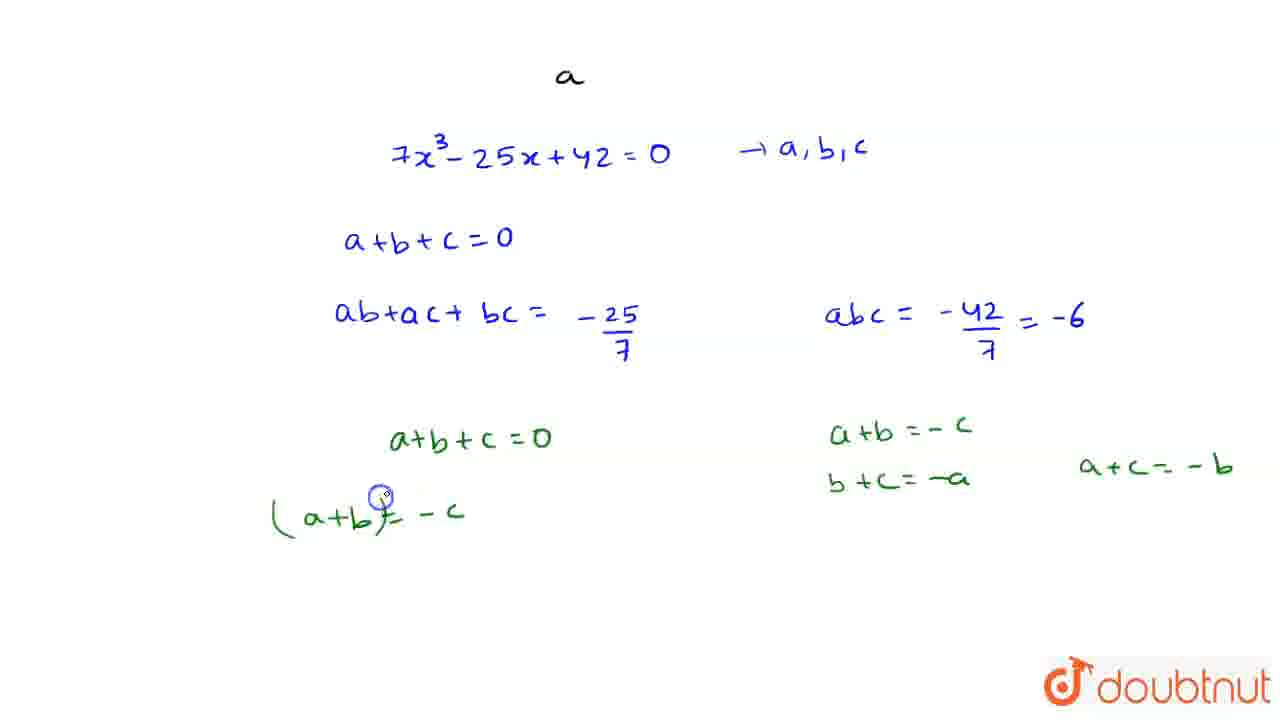 a
7x³ - 25x + 42 = 0 → a, b, c
a + b + c = 0
ab + ac + bc = - 25/7 abc = - 42/7 = - 6
a + b + c = 0 a + b = - c
b + c = - a a + c = - b
(a + b) = - c
doubtnut